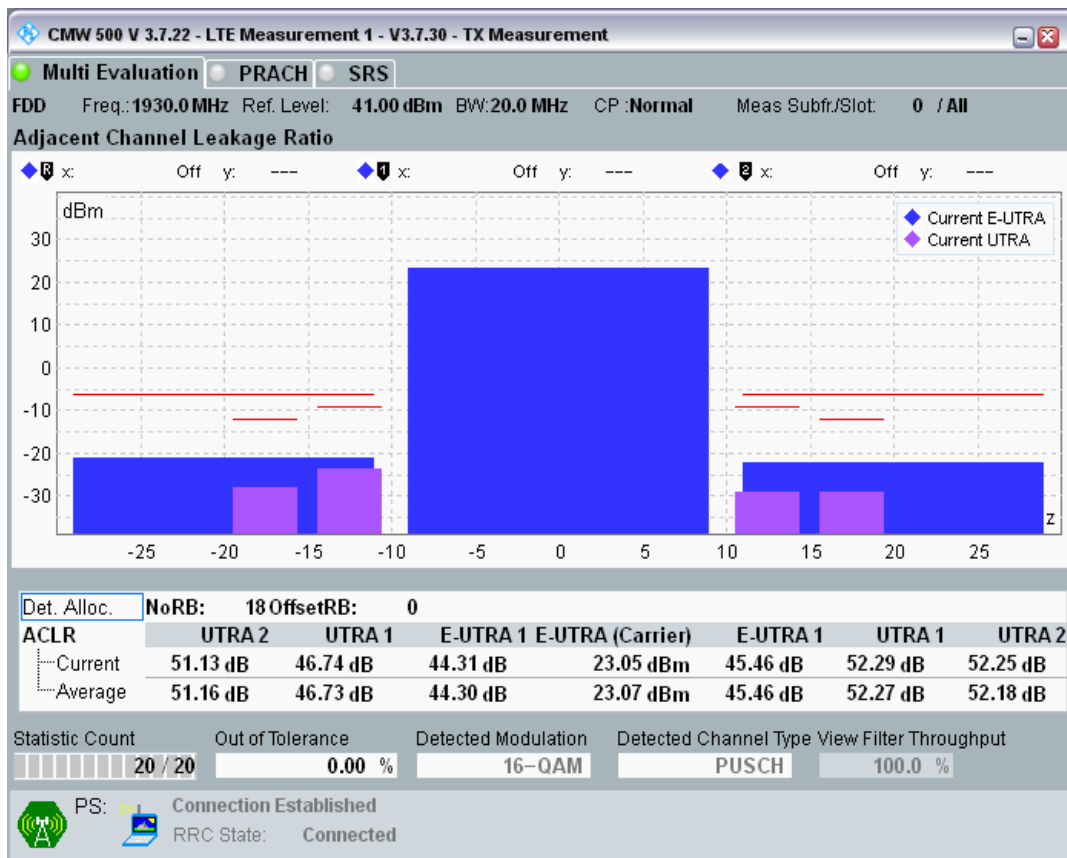 CMW 500 V 3.7.22 - LTE Measurement 1 - V3.7.30 - TX Measurement
Multi Evaluation PRACH SRS
FDD Freq.:1930.0 MHz Ref. Level: 41.00 dBm BW:20.0 MHz CP :Normal Meas Subfr./Slot: 0 / All
Adjacent Channel Leakage Ratio
R x: Off y: --- 1 x: Off y: --- 2 x: Off y: ---
dBm
Current E-UTRA
Current UTRA
30
20
10
0
-10
-20
-30
z
-25 -20 -15 -10 -5 0 5 10 15 20 25
Det. Alloc. NoRB: 18 OffsetRB: 0
ACLR UTRA 2 UTRA 1 E-UTRA 1 E-UTRA (Carrier) E-UTRA 1 UTRA 1 UTRA 2
Current 51.13 dB 46.74 dB 44.31 dB 23.05 dBm 45.46 dB 52.29 dB 52.25 dB
Average 51.16 dB 46.73 dB 44.30 dB 23.07 dBm 45.46 dB 52.27 dB 52.18 dB
Statistic Count Out of Tolerance Detected Modulation Detected Channel Type View Filter Throughput
20 / 20 0.00 % 16-QAM PUSCH 100.0 %
PS: Connection Established
RRC State: Connected